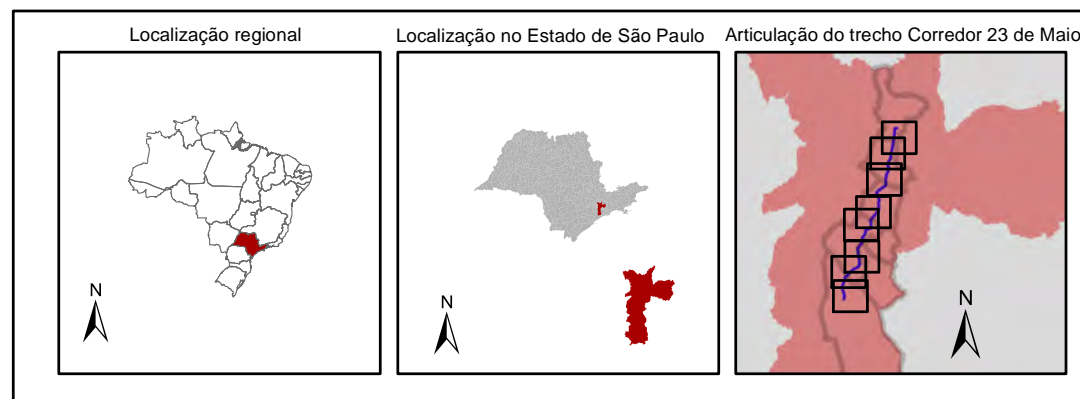 Localização regional
Localização no Estado de São Paulo
Articulação do trecho Corredor 23 de Maio
N
N
N